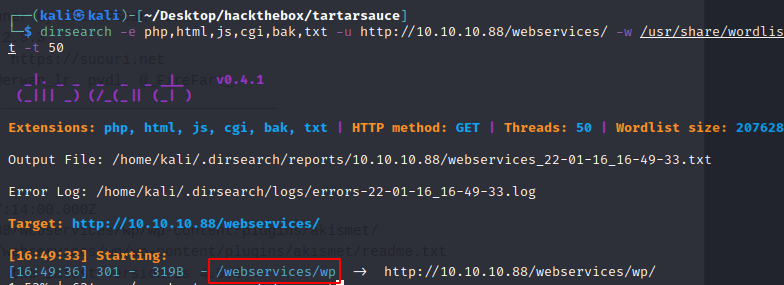 (kali㉿kali)-[~/Desktop/hackthebox/tartarsauce]
$ dirsearch -e php,html,js,cgi,bak,txt -u http://10.10.10.88/webservices/ -w /usr/share/wordlis
t -t 50
https://sucuri.net
_|. _ _ _ _ _ _|_ v0.4.1
(_||| _) (/_(_|| (_| )
Extensions: php, html, js, cgi, bak, txt | HTTP method: GET | Threads: 50 | Wordlist size: 207628
Output File: /home/kali/.dirsearch/reports/10.10.10.88/webservices_22-01-16_16-49-33.txt
Error Log: /home/kali/.dirsearch/logs/errors-22-01-16_16-49-33.log
Target: http://10.10.10.88/webservices/
[16:49:33] Starting:
[16:49:36] 301 - 319B - /webservices/wp -> http://10.10.10.88/webservices/wp/